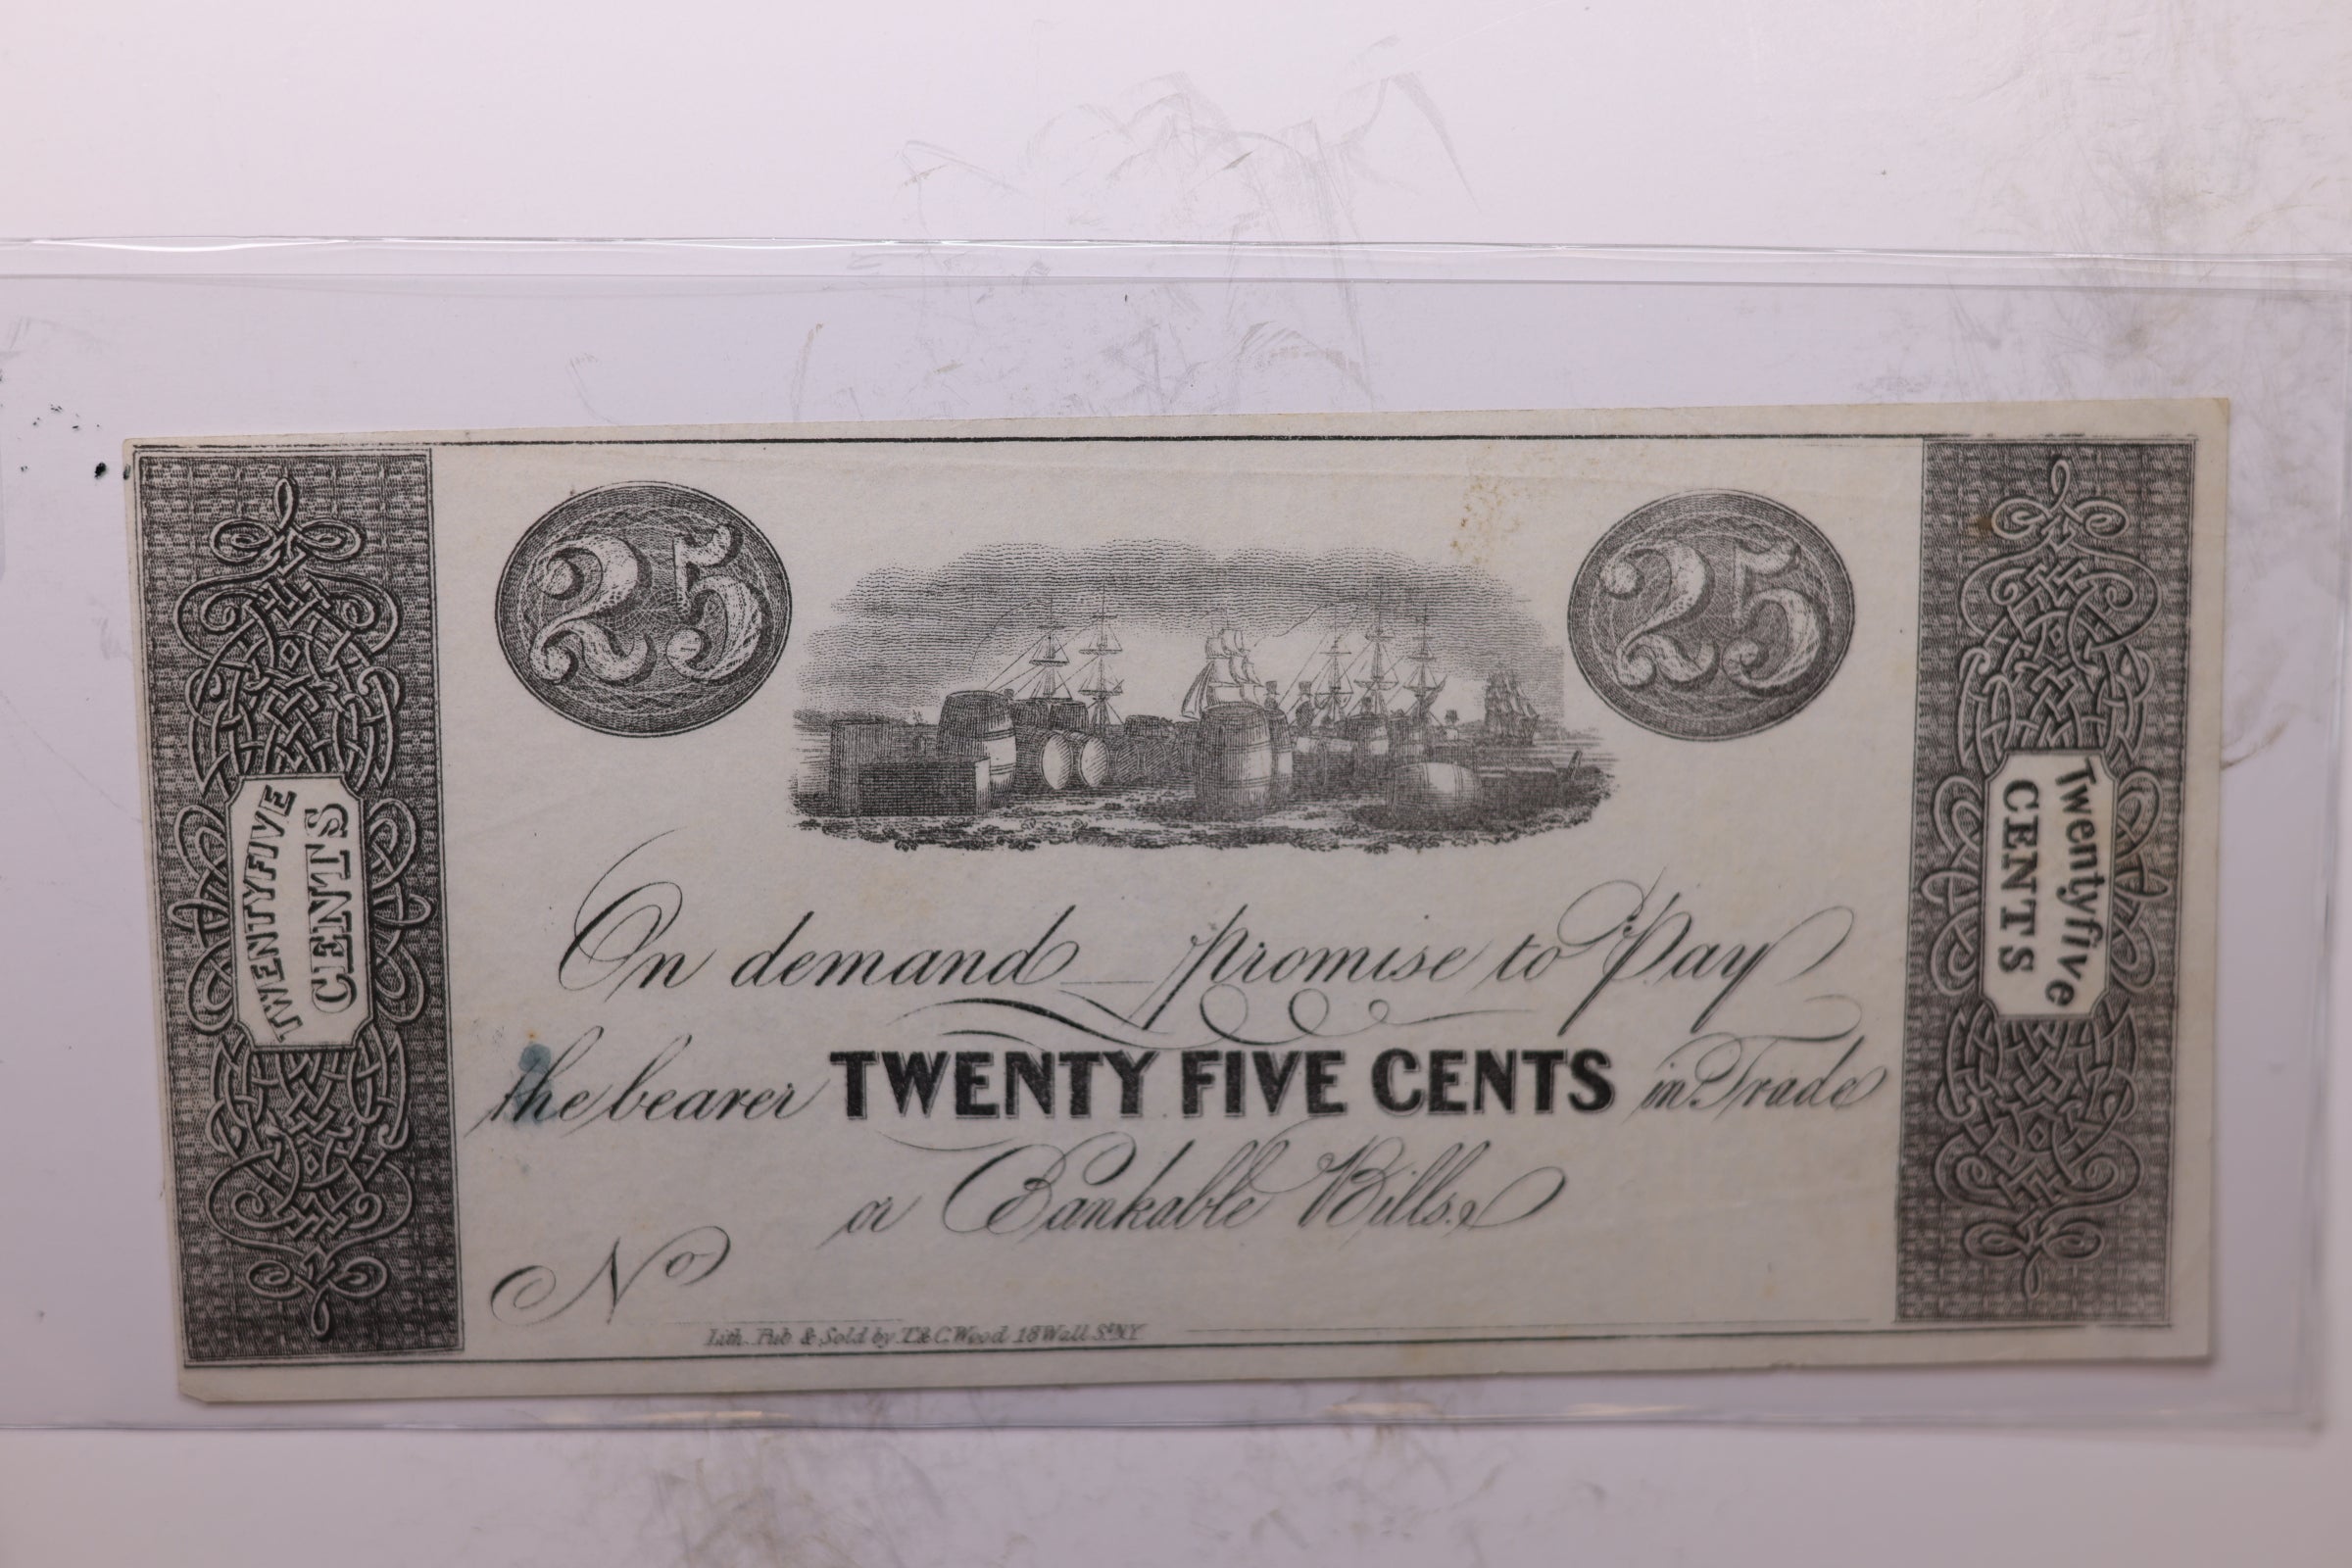 25
25
TWENTYFIVE
CENTS
Twentyfive
CENTS
On demand promise to Pay
the bearer TWENTY FIVE CENTS in Trade
or Bankable Bills.
No
Lith. Pub & Sold by T. & C. Wood 18 Wall St. NY.